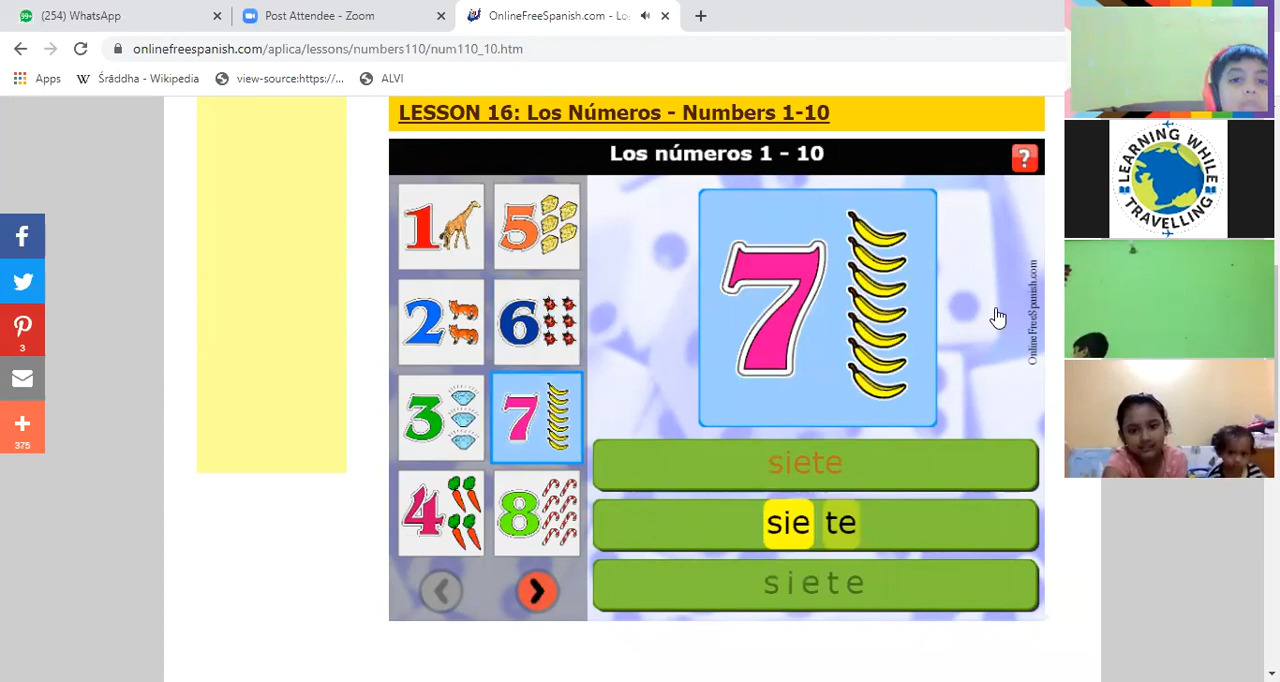 99+ (254) WhatsApp
Post Attendee - Zoom
OnlineFreeSpanish.com - Lo
onlinefreespanish.com/aplica/lessons/numbers110/num110_10.htm
Apps
W Śrāddha - Wikipedia
view-source:https://...
ALVI
LESSON 16: Los Números - Numbers 1-10
Los números 1 - 10
?
1
5
2
6
3
7
4
8
7
OnlineFreeSpanish.com
siete
sie te
siete
3
375
LEARNING WHILE
TRAVELLING